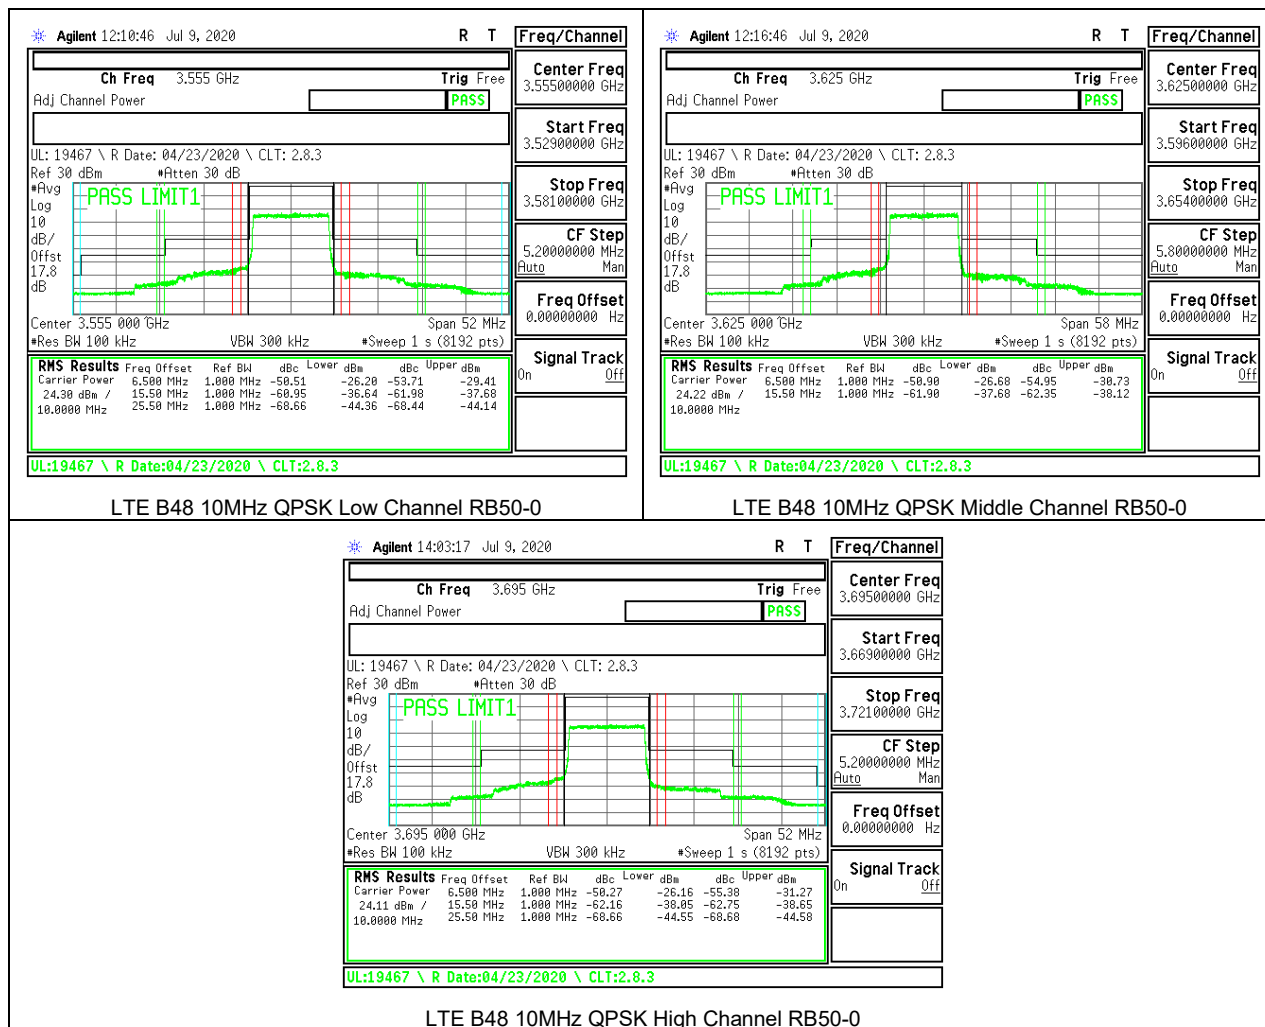 Agilent 12:10:46 Jul 9, 2020 R T Freq/Channel
Ch Freq 3.555 GHz Trig Free
Adj Channel Power PASS
UL: 19467 \ R Date: 04/23/2020 \ CLT: 2.8.3
Ref 30 dBm #Atten 30 dB
#Avg
Log
10
dB/
Offst
17.8
dB
PASS LIMIT1
Center 3.555 000 GHz Span 52 MHz
#Res BW 100 kHz VBW 300 kHz #Sweep 1 s (8192 pts)
RMS Results Freq Offset Ref BW dBc Lower dBm dBc Upper dBm
Carrier Power 6.500 MHz 1.000 MHz -50.51 -26.20 -53.71 -29.41
24.30 dBm / 15.50 MHz 1.000 MHz -60.95 -36.64 -61.98 -37.68
10.0000 MHz 25.50 MHz 1.000 MHz -68.66 -44.36 -68.44 -44.14
UL:19467 \ R Date:04/23/2020 \ CLT:2.8.3
Center Freq
3.55500000 GHz
Start Freq
3.52900000 GHz
Stop Freq
3.58100000 GHz
CF Step
5.20000000 MHz
Auto Man
Freq Offset
0.00000000 Hz
Signal Track
On Off
LTE B48 10MHz QPSK Low Channel RB50-0
Agilent 12:16:46 Jul 9, 2020 R T Freq/Channel
Ch Freq 3.625 GHz Trig Free
Adj Channel Power PASS
UL: 19467 \ R Date: 04/23/2020 \ CLT: 2.8.3
Ref 30 dBm #Atten 30 dB
#Avg
Log
10
dB/
Offst
17.8
dB
PASS LIMIT1
Center 3.625 000 GHz Span 58 MHz
#Res BW 100 kHz VBW 300 kHz #Sweep 1 s (8192 pts)
RMS Results Freq Offset Ref BW dBc Lower dBm dBc Upper dBm
Carrier Power 6.500 MHz 1.000 MHz -50.90 -26.68 -54.95 -30.73
24.22 dBm / 15.50 MHz 1.000 MHz -61.90 -37.68 -62.35 -38.12
10.0000 MHz
UL:19467 \ R Date:04/23/2020 \ CLT:2.8.3
Center Freq
3.62500000 GHz
Start Freq
3.59600000 GHz
Stop Freq
3.65400000 GHz
CF Step
5.80000000 MHz
Auto Man
Freq Offset
0.00000000 Hz
Signal Track
On Off
LTE B48 10MHz QPSK Middle Channel RB50-0
Agilent 14:03:17 Jul 9, 2020 R T Freq/Channel
Ch Freq 3.695 GHz Trig Free
Adj Channel Power PASS
UL: 19467 \ R Date: 04/23/2020 \ CLT: 2.8.3
Ref 30 dBm #Atten 30 dB
#Avg
Log
10
dB/
Offst
17.8
dB
PASS LIMIT1
Center 3.695 000 GHz Span 52 MHz
#Res BW 100 kHz VBW 300 kHz #Sweep 1 s (8192 pts)
RMS Results Freq Offset Ref BW dBc Lower dBm dBc Upper dBm
Carrier Power 6.500 MHz 1.000 MHz -50.27 -26.16 -55.38 -31.27
24.11 dBm / 15.50 MHz 1.000 MHz -62.16 -38.05 -62.75 -38.65
10.0000 MHz 25.50 MHz 1.000 MHz -68.66 -44.55 -68.68 -44.58
UL:19467 \ R Date:04/23/2020 \ CLT:2.8.3
Center Freq
3.69500000 GHz
Start Freq
3.66900000 GHz
Stop Freq
3.72100000 GHz
CF Step
5.20000000 MHz
Auto Man
Freq Offset
0.00000000 Hz
Signal Track
On Off
LTE B48 10MHz QPSK High Channel RB50-0